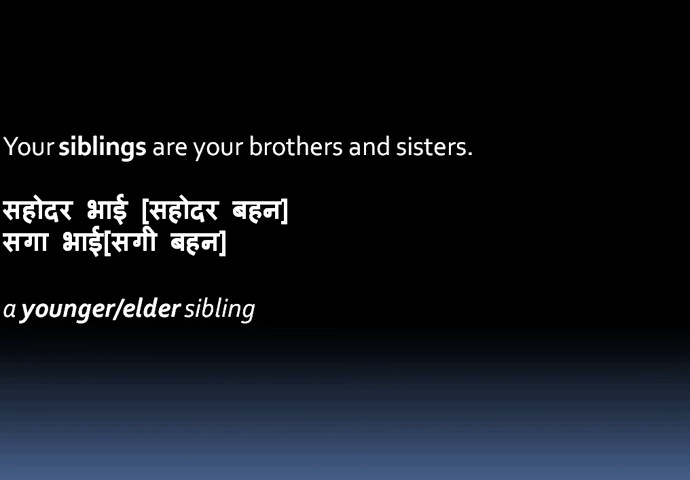 Your siblings are your brothers and sisters.
सहोदर भाई [सहोदर बहन]
सगा भाई[सगी बहन]
a younger/elder sibling